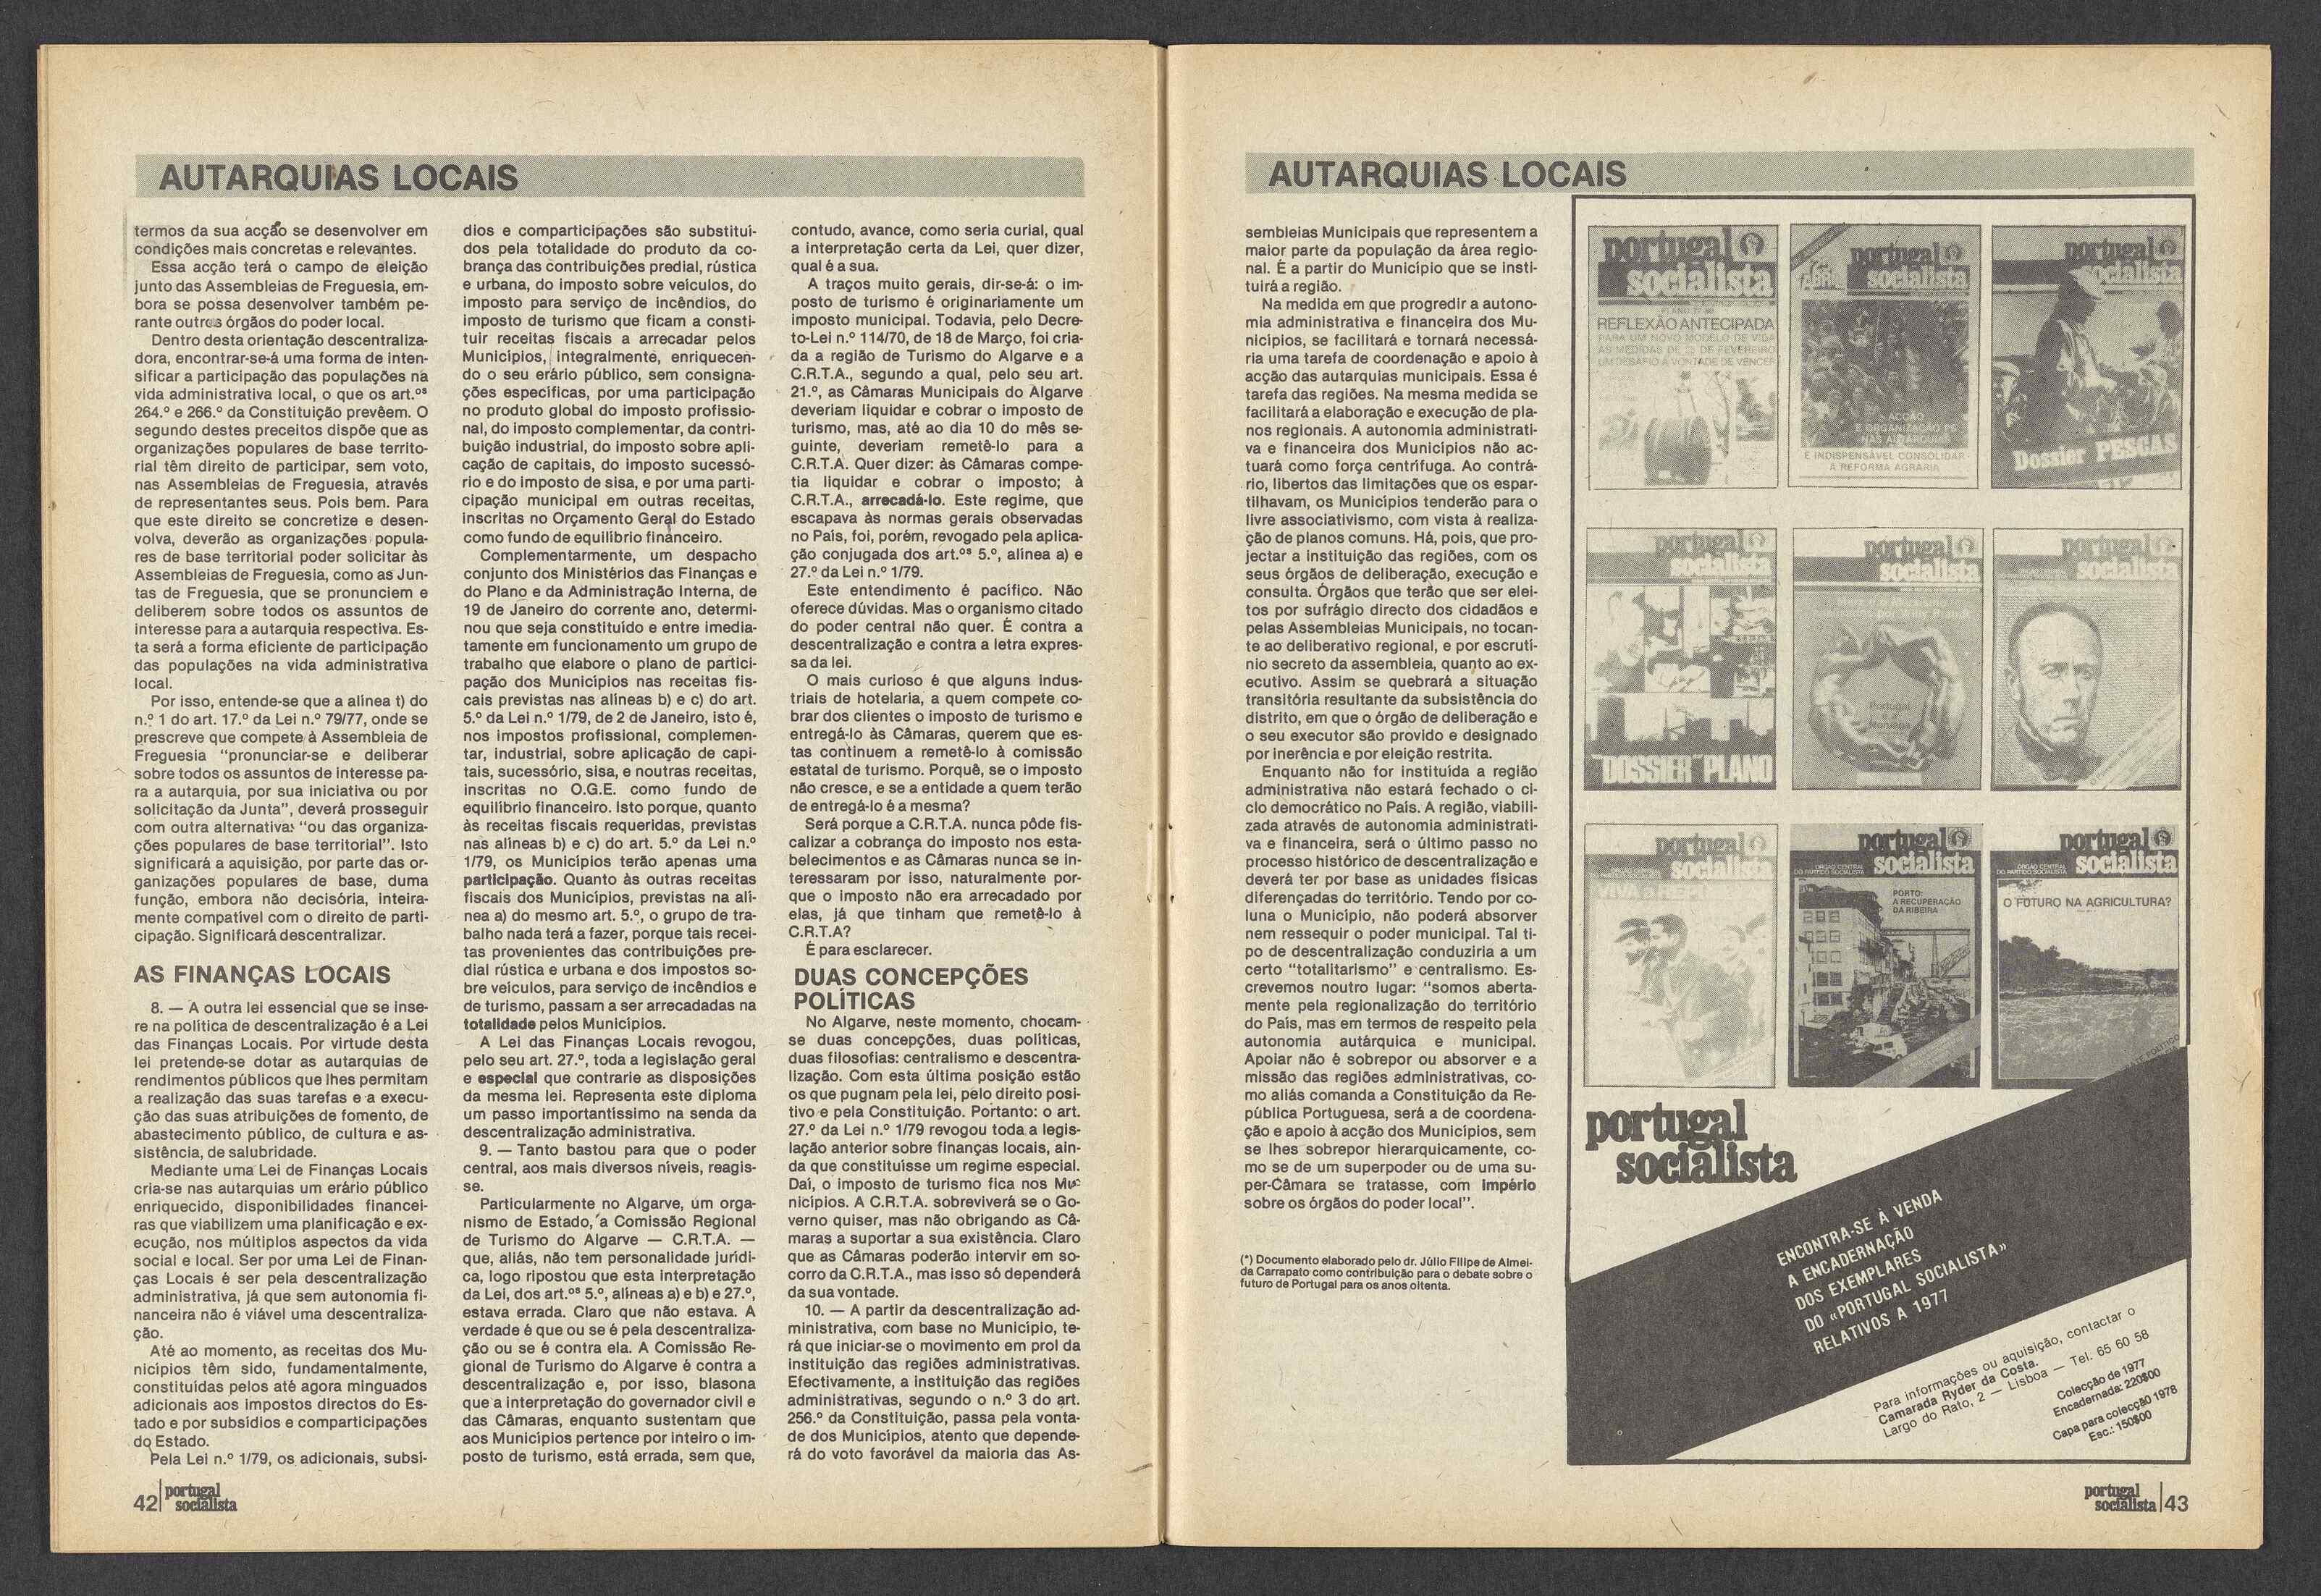 AUTARQUIAS LOCAIS
termos da sua acção se desenvolver em
condições mais concretas e relevantes.
Essa acção terá o campo de eleição
junto das Assembleias de Freguesia, em-
bora se possa desenvolver também pe-
rante outros órgãos do poder local.
Dentro desta orientação descentraliza-
dora, encontrar-se-á uma forma de inten-
sificar a participação das populações na
vida administrativa local, o que os art.ºˢ
264.º e 266.º da Constituição prevêem. O
segundo destes preceitos dispõe que as
organizações populares de base territo-
rial têm direito de participar, sem voto,
nas Assembleias de Freguesia, através
de representantes seus. Pois bem. Para
que este direito se concretize e desen-
volva, deverão as organizações popula-
res de base territorial poder solicitar às
Assembleias de Freguesia, como as Jun-
tas de Freguesia, que se pronunciem e
deliberem sobre todos os assuntos de
interesse para a autarquia respectiva. Es-
ta será a forma eficiente de participação
das populações na vida administrativa
local.
Por isso, entende-se que a alínea t) do
n.º 1 do art. 17.º da Lei n.º 79/77, onde se
prescreve que compete à Assembleia de
Freguesia "pronunciar-se e deliberar
sobre todos os assuntos de interesse pa-
ra a autarquia, por sua iniciativa ou por
solicitação da Junta", deverá prosseguir
com outra alternativa: "ou das organiza-
ções populares de base territorial". Isto
significará a aquisição, por parte das or-
ganizações populares de base, duma
função, embora não decisória, inteira-
mente compatível com o direito de parti-
cipação. Significará descentralizar.
AS FINANÇAS LOCAIS
8. — A outra lei essencial que se inse-
re na política de descentralização é a Lei
das Finanças Locais. Por virtude desta
lei pretende-se dotar as autarquias de
rendimentos públicos que lhes permitam
a realização das suas tarefas e a execu-
ção das suas atribuições de fomento, de
abastecimento público, de cultura e as-
sistência, de salubridade.
Mediante uma Lei de Finanças Locais
cria-se nas autarquias um erário público
enriquecido, disponibilidades financei-
ras que viabilizem uma planificação e ex-
ecução, nos múltiplos aspectos da vida
social e local. Ser por uma Lei de Finan-
ças Locais é ser pela descentralização
administrativa, já que sem autonomia fi-
nanceira não é viável uma descentraliza-
ção.
Até ao momento, as receitas dos Mu-
nicípios têm sido, fundamentalmente,
constituídas pelos até agora minguados
adicionais aos impostos directos do Es-
tado e por subsídios e comparticipações
do Estado.
Pela Lei n.º 1/79, os adicionais, subsí-
dios e comparticipações são substituí-
dos pela totalidade do produto da co-
brança das contribuições predial, rústica
e urbana, do imposto sobre veículos, do
imposto para serviço de incêndios, do
imposto de turismo que ficam a consti-
tuir receitas fiscais a arrecadar pelos
Municípios, integralmente, enriquecen-
do o seu erário público, sem consigna-
ções específicas, por uma participação
no produto global do imposto profissio-
nal, do imposto complementar, da contri-
buição industrial, do imposto sobre apli-
cação de capitais, do imposto sucessó-
rio e do imposto de sisa, e por uma parti-
cipação municipal em outras receitas,
inscritas no Orçamento Geral do Estado
como fundo de equilíbrio financeiro.
Complementarmente, um despacho
conjunto dos Ministérios das Finanças e
do Plano e da Administração Interna, de
19 de Janeiro do corrente ano, determi-
nou que seja constituído e entre imedia-
tamente em funcionamento um grupo de
trabalho que elabore o plano de partici-
pação dos Municípios nas receitas fis-
cais previstas nas alíneas b) e c) do art.
5.º da Lei n.º 1/79, de 2 de Janeiro, isto é,
nos impostos profissional, complemen-
tar, industrial, sobre aplicação de capi-
tais, sucessório, sisa, e noutras receitas,
inscritas no O.G.E. como fundo de
equilíbrio financeiro. Isto porque, quanto
às receitas fiscais requeridas, previstas
nas alíneas b) e c) do art. 5.º da Lei n.º
1/79, os Municípios terão apenas uma
participação. Quanto às outras receitas
fiscais dos Municípios, previstas na alí-
nea a) do mesmo art. 5.º, o grupo de tra-
balho nada terá a fazer, porque tais recei-
tas provenientes das contribuições pre-
dial rústica e urbana e dos impostos so-
bre veículos, para serviço de incêndios e
de turismo, passam a ser arrecadadas na
totalidade pelos Municípios.
A Lei das Finanças Locais revogou,
pelo seu art. 27.º, toda a legislação geral
e especial que contrarie as disposições
da mesma lei. Representa este diploma
um passo importantíssimo na senda da
descentralização administrativa.
9. — Tanto bastou para que o poder
central, aos mais diversos níveis, reagis-
se.
Particularmente no Algarve, um orga-
nismo de Estado, a Comissão Regional
de Turismo do Algarve — C.R.T.A. —
que, aliás, não tem personalidade jurídi-
ca, logo ripostou que esta interpretação
da Lei, dos art.ºˢ 5.º, alíneas a) e b) e 27.º,
estava errada. Claro que não estava. A
verdade é que ou se é pela descentraliza-
ção ou se é contra ela. A Comissão Re-
gional de Turismo do Algarve é contra a
descentralização e, por isso, blasona
que a interpretação do governador civil e
das Câmaras, enquanto sustentam que
aos Municípios pertence por inteiro o im-
posto de turismo, está errada, sem que,
contudo, avance, como seria curial, qual
a interpretação certa da Lei, quer dizer,
qual é a sua.
A traços muito gerais, dir-se-á: o im-
posto de turismo é originariamente um
imposto municipal. Todavia, pelo Decre-
to-Lei n.º 114/70, de 18 de Março, foi cria-
da a região de Turismo do Algarve e a
C.R.T.A., segundo a qual, pelo seu art.
21.º, as Câmaras Municipais do Algarve
deveriam liquidar e cobrar o imposto de
turismo, mas, até ao dia 10 do mês se-
guinte, deveriam remetê-lo para a
C.R.T.A. Quer dizer: às Câmaras compe-
tia liquidar e cobrar o imposto; à
C.R.T.A., arrecadá-lo. Este regime, que
escapava às normas gerais observadas
no País, foi, porém, revogado pela aplica-
ção conjugada dos art.ºˢ 5.º, alínea a) e
27.º da Lei n.º 1/79.
Este entendimento é pacífico. Não
oferece dúvidas. Mas o organismo citado
do poder central não quer. É contra a
descentralização e contra a letra expres-
sa da lei.
O mais curioso é que alguns indus-
triais de hotelaria, a quem compete co-
brar dos clientes o imposto de turismo e
entregá-lo às Câmaras, querem que es-
tas continuem a remetê-lo à comissão
estatal de turismo. Porquê, se o imposto
não cresce, e se a entidade a quem terão
de entregá-lo é a mesma?
Será porque a C.R.T.A. nunca pôde fis-
calizar a cobrança do imposto nos esta-
belecimentos e as Câmaras nunca se in-
teressaram por isso, naturalmente por-
que o imposto não era arrecadado por
elas, já que tinham que remetê-lo à
C.R.T.A?
É para esclarecer.
DUAS CONCEPÇÕES
POLÍTICAS
No Algarve, neste momento, chocam-
se duas concepções, duas políticas,
duas filosofias: centralismo e descentra-
lização. Com esta última posição estão
os que pugnam pela lei, pelo direito posi-
tivo e pela Constituição. Portanto: o art.
27.º da Lei n.º 1/79 revogou toda a legis-
lação anterior sobre finanças locais, ain-
da que constituísse um regime especial.
Daí, o imposto de turismo fica nos Mu-
nicípios. A C.R.T.A. sobreviverá se o Go-
verno quiser, mas não obrigando as Câ-
maras a suportar a sua existência. Claro
que as Câmaras poderão intervir em so-
corro da C.R.T.A., mas isso só dependerá
da sua vontade.
10. — A partir da descentralização ad-
ministrativa, com base no Município, te-
rá que iniciar-se o movimento em prol da
instituição das regiões administrativas.
Efectivamente, a instituição das regiões
administrativas, segundo o n.º 3 do art.
256.º da Constituição, passa pela vonta-
de dos Municípios, atento que depende-
rá do voto favorável da maioria das As-
42 portugal
socialista
AUTARQUIAS LOCAIS
sembleias Municipais que representem a
maior parte da população da área regio-
nal. É a partir do Município que se insti-
tuirá a região.
Na medida em que progredir a autono-
mia administrativa e financeira dos Mu-
nicípios, se facilitará e tornará necessá-
ria uma tarefa de coordenação e apoio à
acção das autarquias municipais. Essa é
tarefa das regiões. Na mesma medida se
facilitará a elaboração e execução de pla-
nos regionais. A autonomia administrati-
va e financeira dos Municípios não ac-
tuará como força centrífuga. Ao contrá-
rio, libertos das limitações que os espar-
tilhavam, os Municípios tenderão para o
livre associativismo, com vista à realiza-
ção de planos comuns. Há, pois, que pro-
jectar a instituição das regiões, com os
seus órgãos de deliberação, execução e
consulta. Órgãos que terão que ser elei-
tos por sufrágio directo dos cidadãos e
pelas Assembleias Municipais, no tocan-
te ao deliberativo regional, e por escrutí-
nio secreto da assembleia, quanto ao ex-
ecutivo. Assim se quebrará a situação
transitória resultante da subsistência do
distrito, em que o órgão de deliberação e
o seu executor são provido e designado
por inerência e por eleição restrita.
Enquanto não for instituída a região
administrativa não estará fechado o ci-
clo democrático no País. A região, viabili-
zada através de autonomia administrati-
va e financeira, será o último passo no
processo histórico de descentralização e
deverá ter por base as unidades físicas
diferençadas do território. Tendo por co-
luna o Município, não poderá absorver
nem ressequir o poder municipal. Tal ti-
po de descentralização conduziria a um
certo "totalitarismo" e centralismo. Es-
crevemos noutro lugar: "somos aberta-
mente pela regionalização do território
do País, mas em termos de respeito pela
autonomia autárquica e municipal.
Apoiar não é sobrepor ou absorver e a
missão das regiões administrativas, co-
mo aliás comanda a Constituição da Re-
pública Portuguesa, será a de coordena-
ção e apoio à acção dos Municípios, sem
se lhes sobrepor hierarquicamente, co-
mo se de um superpoder ou de uma su-
per-Câmara se tratasse, com império
sobre os órgãos do poder local".
(*) Documento elaborado pelo dr. Júlio Filipe de Almei-
da Carrapato como contribuição para o debate sobre o
futuro de Portugal para os anos oitenta.
portugal
socialista
REFLEXÃO ANTECIPADA
PARA UM NOVO MODELO DE VIDA
AS MEDIDAS DE 25 DE FEVEREIRO
UM DESAFIO À VONTADE DE VENCER
portugal
socialista
ACÇÃO
E ORGANIZAÇÃO PS
NAS AUTARQUIAS
É INDISPENSÁVEL CONSOLIDAR
A REFORMA AGRÁRIA
portugal
socialista
Dossier PESCAS
portugal
socialista
"DOSSIER" PLANO
portugal
socialista
Portugal
e a
Noruega
portugal
socialista
portugal
socialista
portugal
socialista
ORGÃO CENTRAL
DO PARTIDO SOCIALISTA
PORTO:
A RECUPERAÇÃO
DA RIBEIRA
portugal
socialista
ORGÃO CENTRAL
DO PARTIDO SOCIALISTA
O FUTURO NA AGRICULTURA?
portugal
socialista
ENCONTRA-SE À VENDA
A ENCADERNAÇÃO
DOS EXEMPLARES
DO «PORTUGAL SOCIALISTA»
RELATIVOS A 1977
Para informações ou aquisição, contactar o
Camarada Ryder da Costa.
Largo do Rato, 2 — Lisboa — Tel. 65 60 58
Colecção de 1977
Encadernada: 220$00
Capa para colecção 1978
Esc.: 150$00
portugal
socialista 43